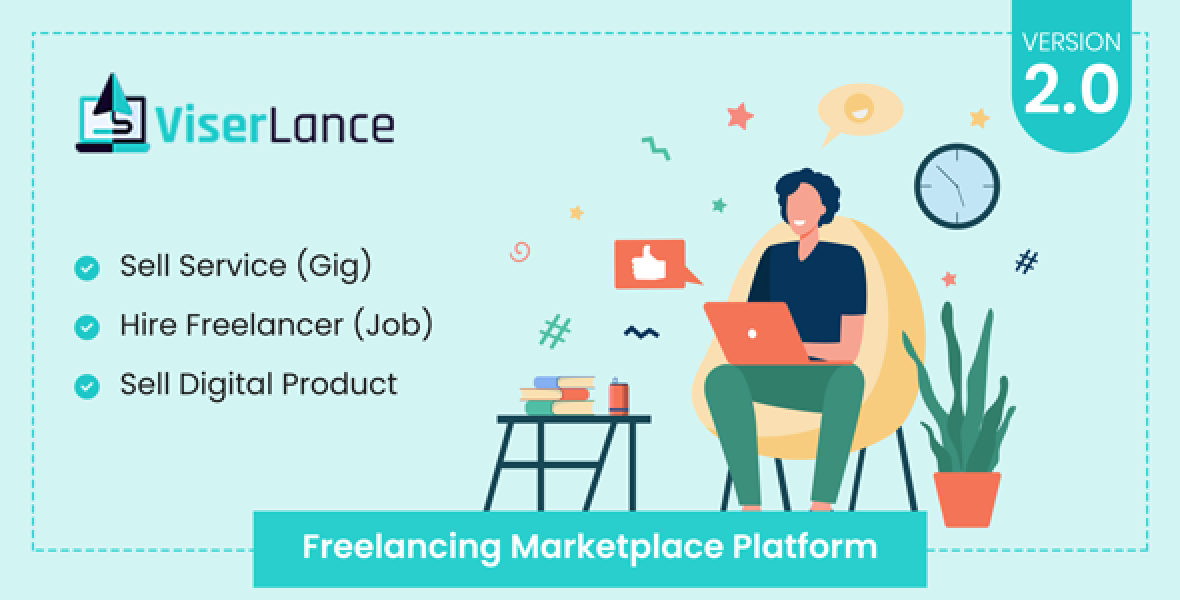 VERSION
2.0
ViserLance
Sell Service (Gig)
Hire Freelancer (Job)
Sell Digital Product
Freelancing Marketplace Platform